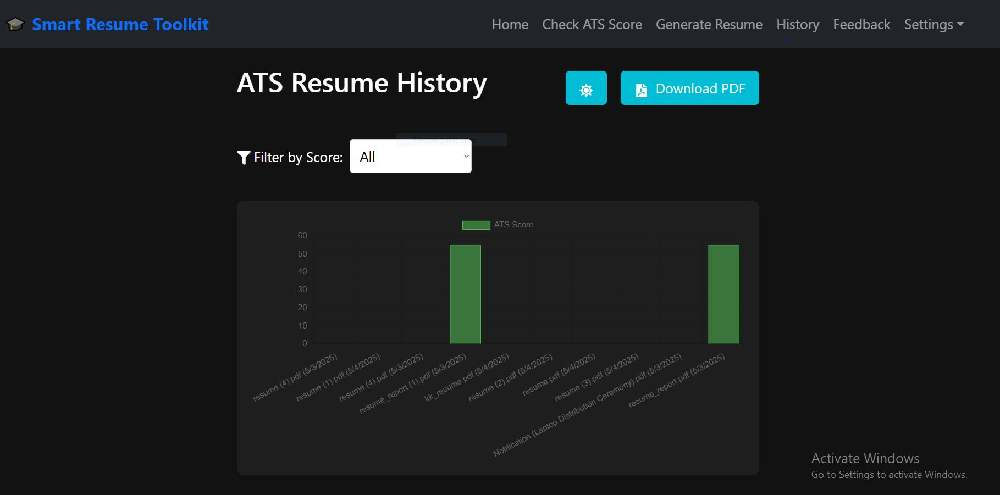 Smart Resume Toolkit
Home
Check ATS Score
Generate Resume
History
Feedback
Settings
ATS Resume History
Download PDF
Rectangular
Filter by Score:
All
ATS Score
60
50
40
30
20
10
0
resume (4).pdf (5/3/2025)
resume (1).pdf (5/4/2025)
resume (4).pdf (5/3/2025)
resume_report (1).pdf (5/3/2025)
kk_resume.pdf (5/4/2025)
resume (2).pdf (5/4/2025)
resume.pdf (5/4/2025)
resume (3).pdf (5/4/2025)
Notification (Laptop Distribution Ceremony).pdf (5/3/2025)
resume_report.pdf (5/3/2025)
Activate Windows
Go to Settings to activate Windows.